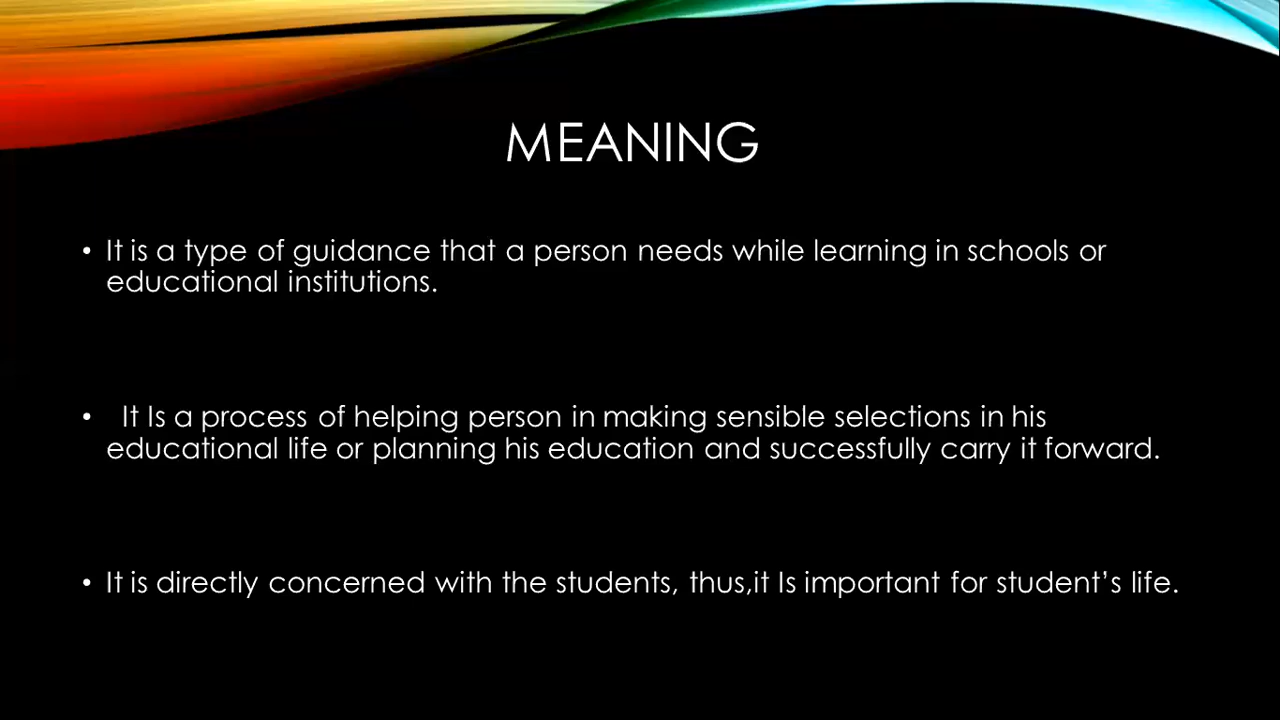 MEANING
• It is a type of guidance that a person needs while learning in schools or
educational institutions.
• It Is a process of helping person in making sensible selections in his
educational life or planning his education and successfully carry it forward.
• It is directly concerned with the students, thus,it Is important for student’s life.